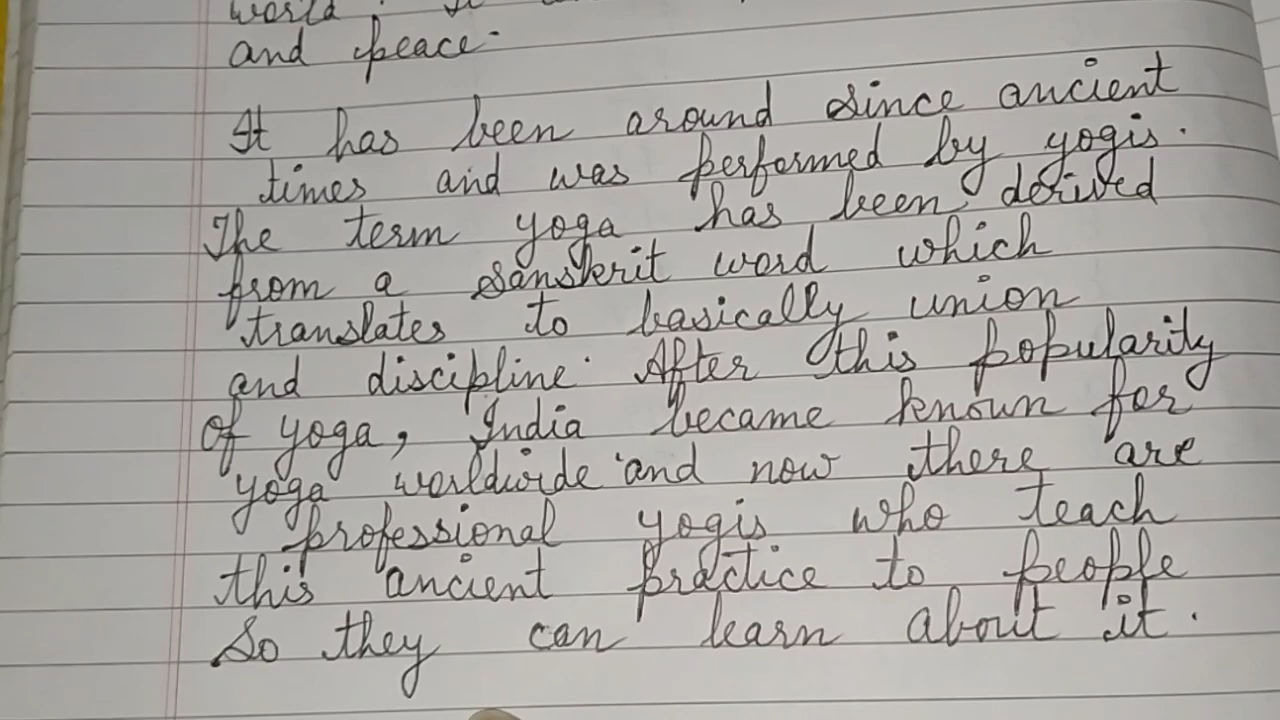 world.
and peace.
It has been around since ancient
times and was performed by yogis.
The term yoga has been derived
from a sanskrit word which
translates to basically union
and discipline. After this popularity
of yoga, India became known for
yoga worldwide and now there are
professional yogis who teach
this ancient practice to people
So they can learn about it.